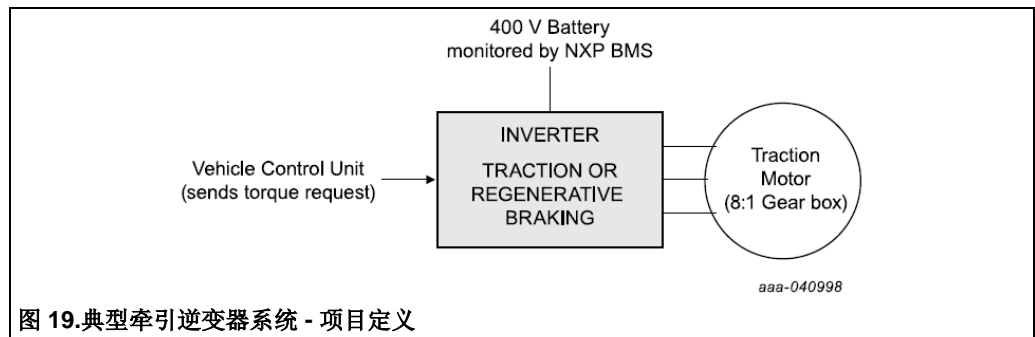 400 V Battery
monitored by NXP BMS
Vehicle Control Unit
(sends torque request)
INVERTER
TRACTION OR
REGENERATIVE
BRAKING
Traction
Motor
(8:1 Gear box)
aaa-040998
图 19.典型牵引逆变器系统 - 项目定义